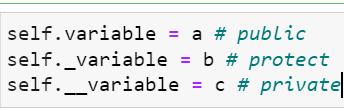 self.variable = a # public
self._variable = b # protect
self.__variable = c # private